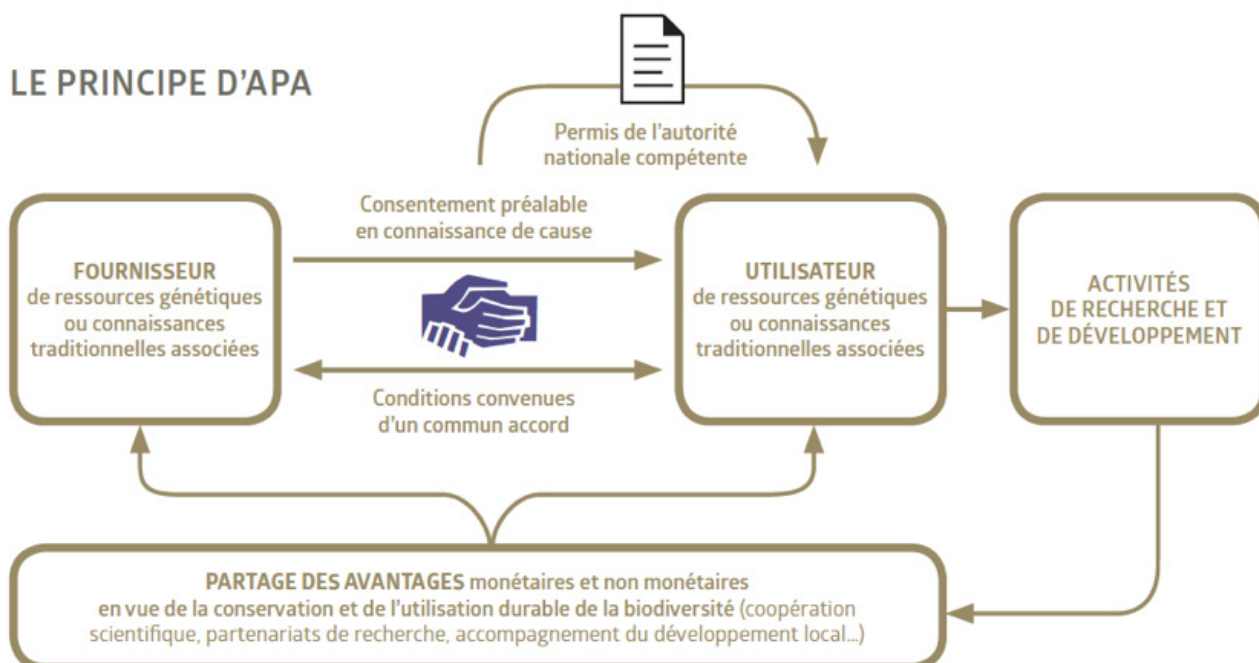 LE PRINCIPE D'APA
Permis de l'autorité
nationale compétente
Consentement préalable
en connaissance de cause
FOURNISSEUR
de ressources génétiques
ou connaissances
traditionnelles associées
UTILISATEUR
de ressources génétiques
ou connaissances
traditionnelles associées
ACTIVITÉS
DE RECHERCHE ET
DE DÉVELOPPEMENT
Conditions convenues
d'un commun accord
PARTAGE DES AVANTAGES monétaires et non monétaires
en vue de la conservation et de l'utilisation durable de la biodiversité (coopération
scientifique, partenariats de recherche, accompagnement du développement local...)